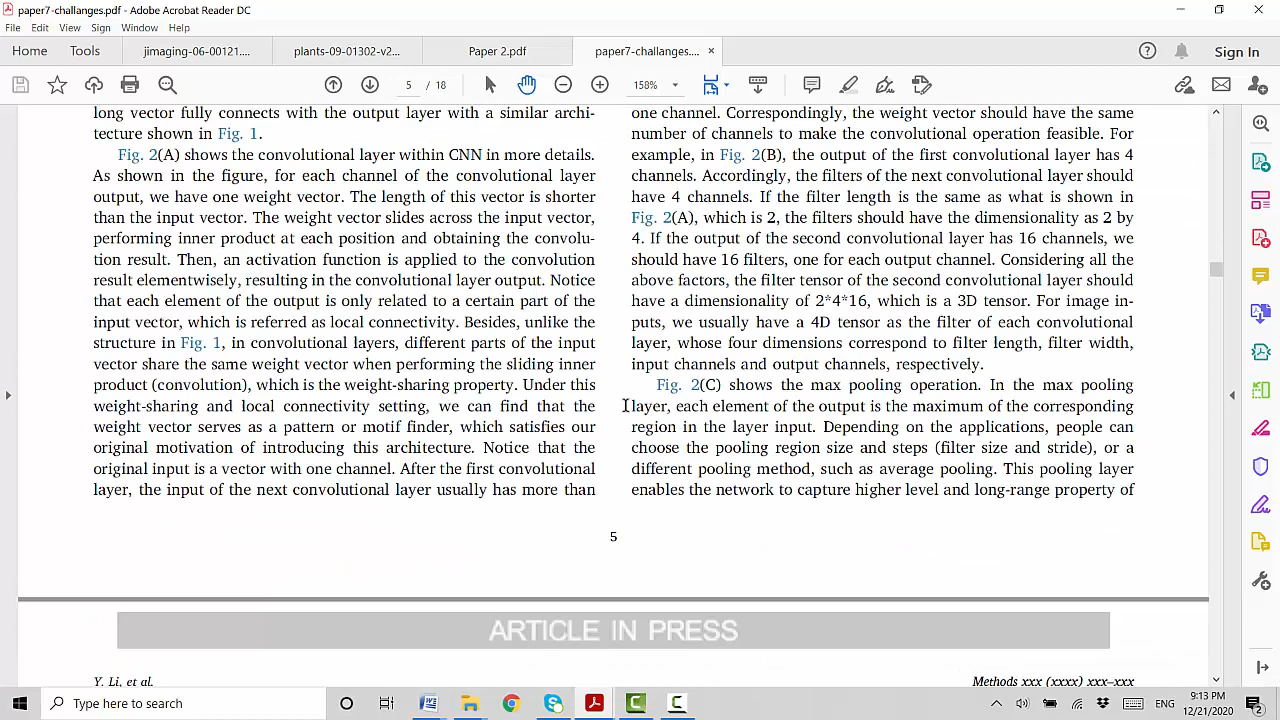 paper7-challanges.pdf - Adobe Acrobat Reader DC
File Edit View Sign Window Help
Home Tools jimaging-06-00121.... plants-09-01302-v2... Paper 2.pdf paper7-challanges.... × Sign In
5 / 18 158%
long vector fully connects with the output layer with a similar archi-
tecture shown in Fig. 1.
Fig. 2(A) shows the convolutional layer within CNN in more details.
As shown in the figure, for each channel of the convolutional layer
output, we have one weight vector. The length of this vector is shorter
than the input vector. The weight vector slides across the input vector,
performing inner product at each position and obtaining the convolu-
tion result. Then, an activation function is applied to the convolution
result elementwisely, resulting in the convolutional layer output. Notice
that each element of the output is only related to a certain part of the
input vector, which is referred as local connectivity. Besides, unlike the
structure in Fig. 1, in convolutional layers, different parts of the input
vector share the same weight vector when performing the sliding inner
product (convolution), which is the weight-sharing property. Under this
weight-sharing and local connectivity setting, we can find that the
weight vector serves as a pattern or motif finder, which satisfies our
original motivation of introducing this architecture. Notice that the
original input is a vector with one channel. After the first convolutional
layer, the input of the next convolutional layer usually has more than
one channel. Correspondingly, the weight vector should have the same
number of channels to make the convolutional operation feasible. For
example, in Fig. 2(B), the output of the first convolutional layer has 4
channels. Accordingly, the filters of the next convolutional layer should
have 4 channels. If the filter length is the same as what is shown in
Fig. 2(A), which is 2, the filters should have the dimensionality as 2 by
4. If the output of the second convolutional layer has 16 channels, we
should have 16 filters, one for each output channel. Considering all the
above factors, the filter tensor of the second convolutional layer should
have a dimensionality of 2*4*16, which is a 3D tensor. For image in-
puts, we usually have a 4D tensor as the filter of each convolutional
layer, whose four dimensions correspond to filter length, filter width,
input channels and output channels, respectively.
Fig. 2(C) shows the max pooling operation. In the max pooling
layer, each element of the output is the maximum of the corresponding
region in the layer input. Depending on the applications, people can
choose the pooling region size and steps (filter size and stride), or a
different pooling method, such as average pooling. This pooling layer
enables the network to capture higher level and long-range property of
5
ARTICLE IN PRESS
Y. Li, et al. Methods xxx (xxxx) xxx–xxx
Type here to search
ENG
9:13 PM
12/21/2020
2